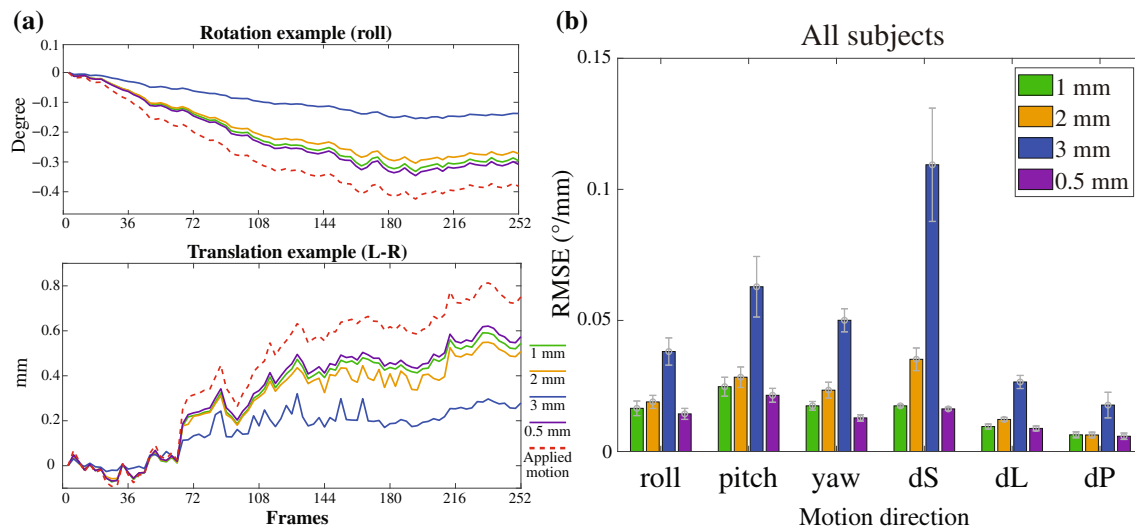 (a)
Rotation example (roll)
Degree
0.1
0
−0.1
−0.2
−0.3
−0.4
0 36 72 108 144 180 216 252
Translation example (L-R)
mm
0.8
0.6
0.4
0.2
0
0 36 72 108 144 180 216 252
Frames
1 mm
2 mm
3 mm
0.5 mm
Applied
motion
(b)
All subjects
RMSE (°/mm)
0.15
0.1
0.05
0
1 mm
2 mm
3 mm
0.5 mm
roll pitch yaw dS dL dP
Motion direction